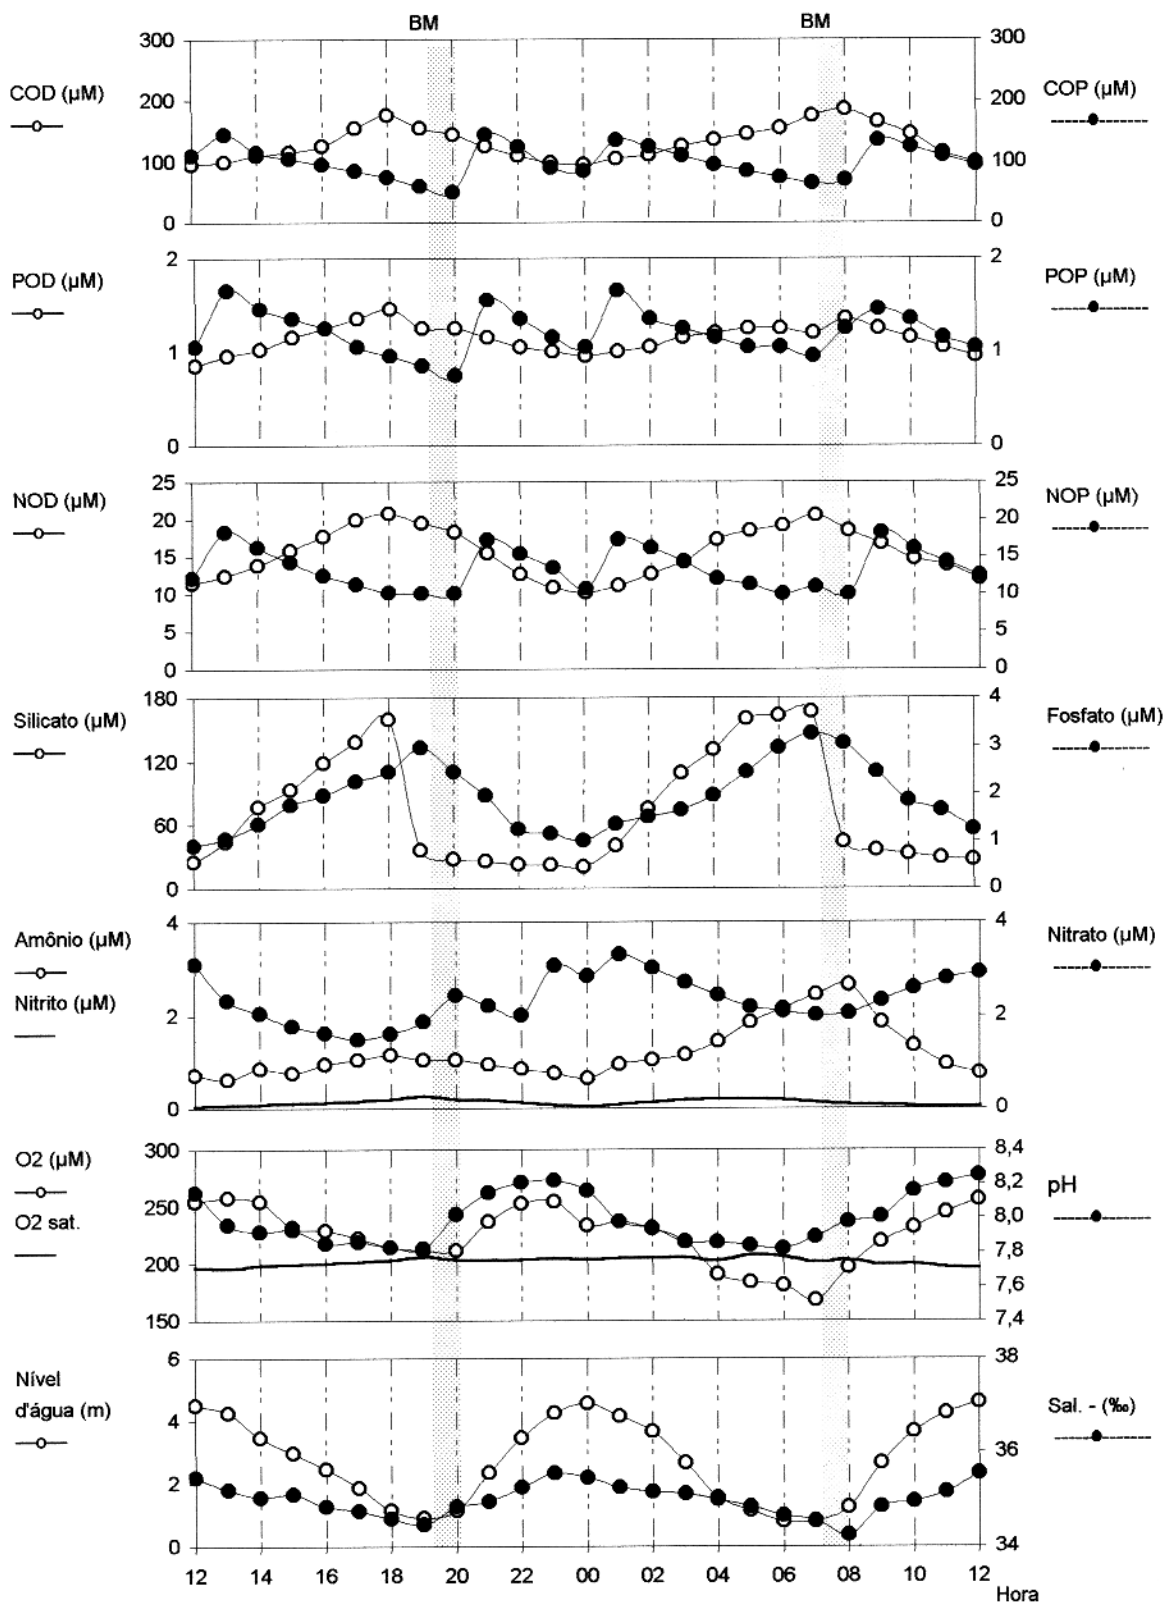 BM BM
300 300
COD (µM) COP (µM)
200 200
100 100
0 0
2 2
POD (µM) POP (µM)
1 1
0 0
25 25
NOD (µM) NOP (µM)
20 20
15 15
10 10
5 5
0 0
180 4
Silicato (µM) Fosfato (µM)
3
120
2
60
1
0 0
4 4
Amônio (µM) Nitrato (µM)
Nitrito (µM)
2 2
0 0
300 8,4
O2 (µM)
8,2
pH
250 8,0
O2 sat.
7,8
200
7,6
150 7,4
6 38
Nível
d'água (m) Sal. - (‰)
4
36
2
0 34
12 14 16 18 20 22 00 02 04 06 08 10 12
Hora